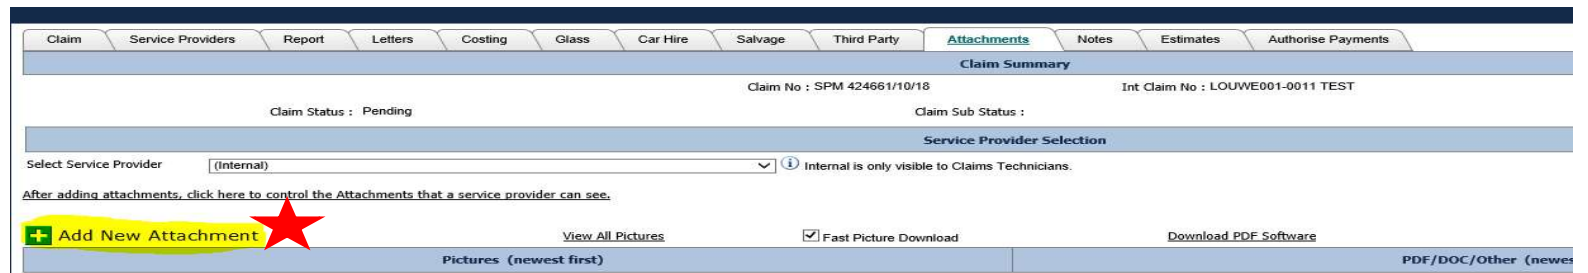 Claim Service Providers Report Letters Costing Glass Car Hire Salvage Third Party Attachments Notes Estimates Authorise Payments
Claim Summary
Claim No : SPM 424661/10/18 Int Claim No : LOUWE001-0011 TEST
Claim Status : Pending Claim Sub Status :
Service Provider Selection
Select Service Provider (Internal) Internal is only visible to Claims Technicians.
After adding attachments, click here to control the Attachments that a service provider can see.
Add New Attachment View All Pictures Fast Picture Download Download PDF Software
Pictures (newest first) PDF/DOC/Other (newes